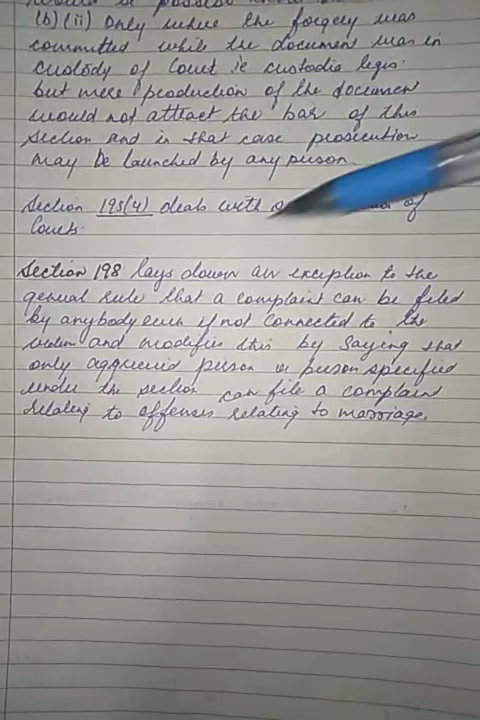 (b) (ii) Only where the forgery was
committed while the document was in
custody of Court ie custodia legis.
but mere production of the document
would not attract the bar of this
section and in that case prosecution
may be launched by any person.
Section 195(4) deals with of
Courts.
Section 198 lays down an exception to the
general rule that a complaint can be filed
by anybody even if not connected to the
victim and modifies this by saying that
only aggrieved person or person specified
under the section can file a complain
relating to offenses relating to marriage.